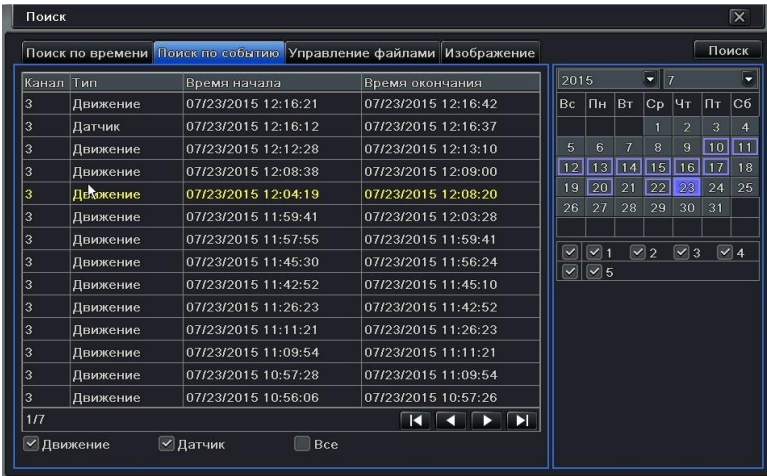 Поиск
Поиск по времени Поиск по событию Управление файлами Изображение Поиск
Канал Тип Время начала Время окончания
3 Движение 07/23/2015 12:16:21 07/23/2015 12:16:42
3 Датчик 07/23/2015 12:16:12 07/23/2015 12:16:37
3 Движение 07/23/2015 12:12:28 07/23/2015 12:13:10
3 Движение 07/23/2015 12:08:38 07/23/2015 12:09:00
3 Движение 07/23/2015 12:04:19 07/23/2015 12:08:20
3 Движение 07/23/2015 11:59:41 07/23/2015 12:03:28
3 Движение 07/23/2015 11:57:55 07/23/2015 11:59:41
3 Движение 07/23/2015 11:45:30 07/23/2015 11:56:24
3 Движение 07/23/2015 11:42:52 07/23/2015 11:45:10
3 Движение 07/23/2015 11:26:23 07/23/2015 11:42:52
3 Движение 07/23/2015 11:11:21 07/23/2015 11:26:23
3 Движение 07/23/2015 11:09:54 07/23/2015 11:11:21
3 Движение 07/23/2015 10:57:28 07/23/2015 11:09:54
3 Движение 07/23/2015 10:56:06 07/23/2015 10:57:26
1/7
Движение Датчик Все
2015 7
Вс Пн Вт Ср Чт Пт Сб
1 2 3 4
5 6 7 8 9 10 11
12 13 14 15 16 17 18
19 20 21 22 23 24 25
26 27 28 29 30 31
1 2 3 4
5